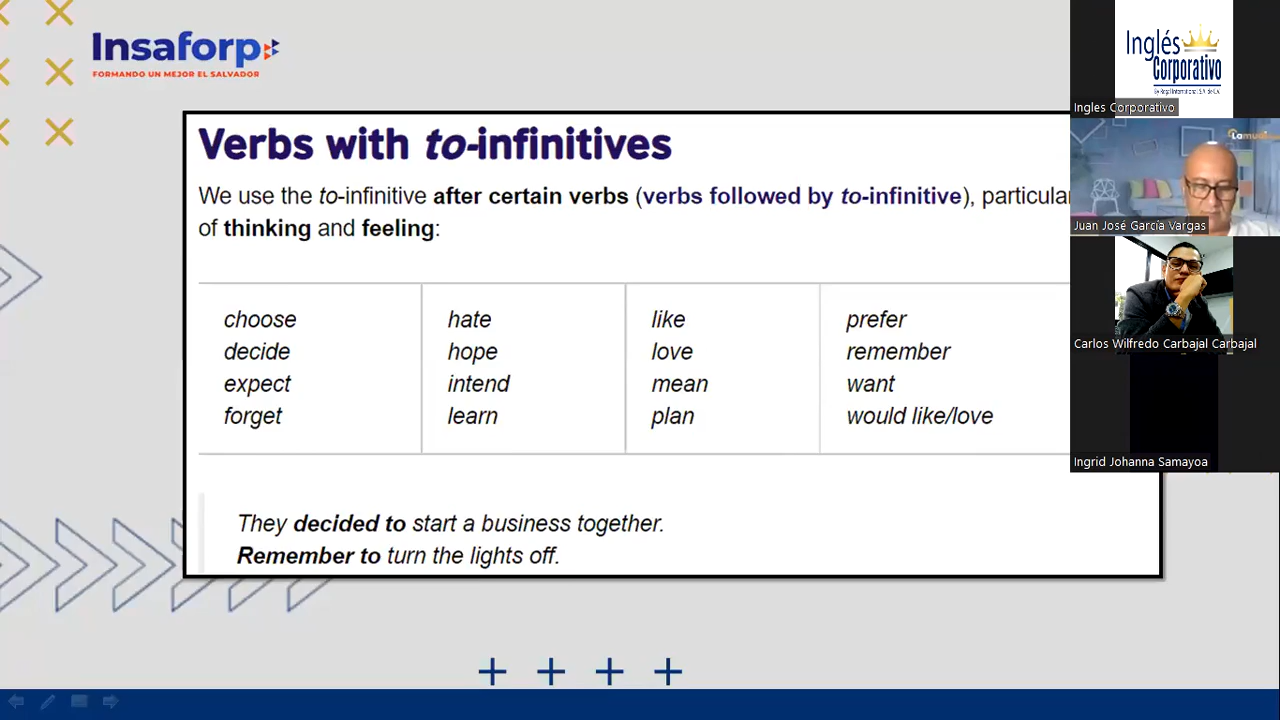 Insaforp
FORMANDO UN MEJOR EL SALVADOR
Verbs with to-infinitives
We use the to-infinitive after certain verbs (verbs followed by to-infinitive), particular
of thinking and feeling:
choose hate like prefer
decide hope love remember
expect intend mean want
forget learn plan would like/love
They decided to start a business together.
Remember to turn the lights off.
Inglés
Corporativo
Ingles Corporativo
Juan José García Vargas
Carlos Wilfredo Carbajal Carbajal
Ingrid Johanna Samayoa